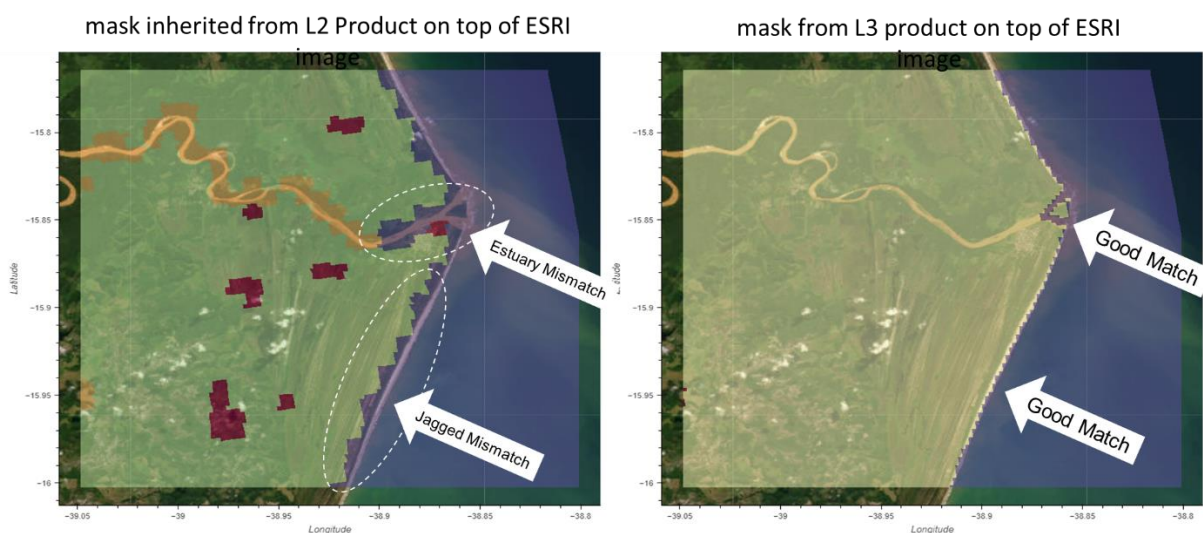 mask inherited from L2 Product on top of ESRI
image
-15.8
-15.85
-15.9
-15.95
-16
Latitude
Estuary Mismatch
Jagged Mismatch
-39.05
-39
-38.95
-38.9
-38.85
-38.8
Longitude
mask from L3 product on top of ESRI
image
-15.8
-15.85
-15.9
-15.95
-16
Good Match
Good Match
-39.05
-39
-38.95
-38.9
-38.85
-38.8
Longitude